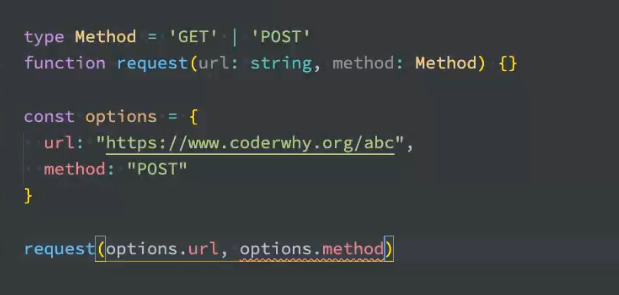 type Method = 'GET' | 'POST'
function request(url: string, method: Method) {}
const options = {
url: "https://www.coderwhy.org/abc",
method: "POST"
}
request(options.url, options.method)